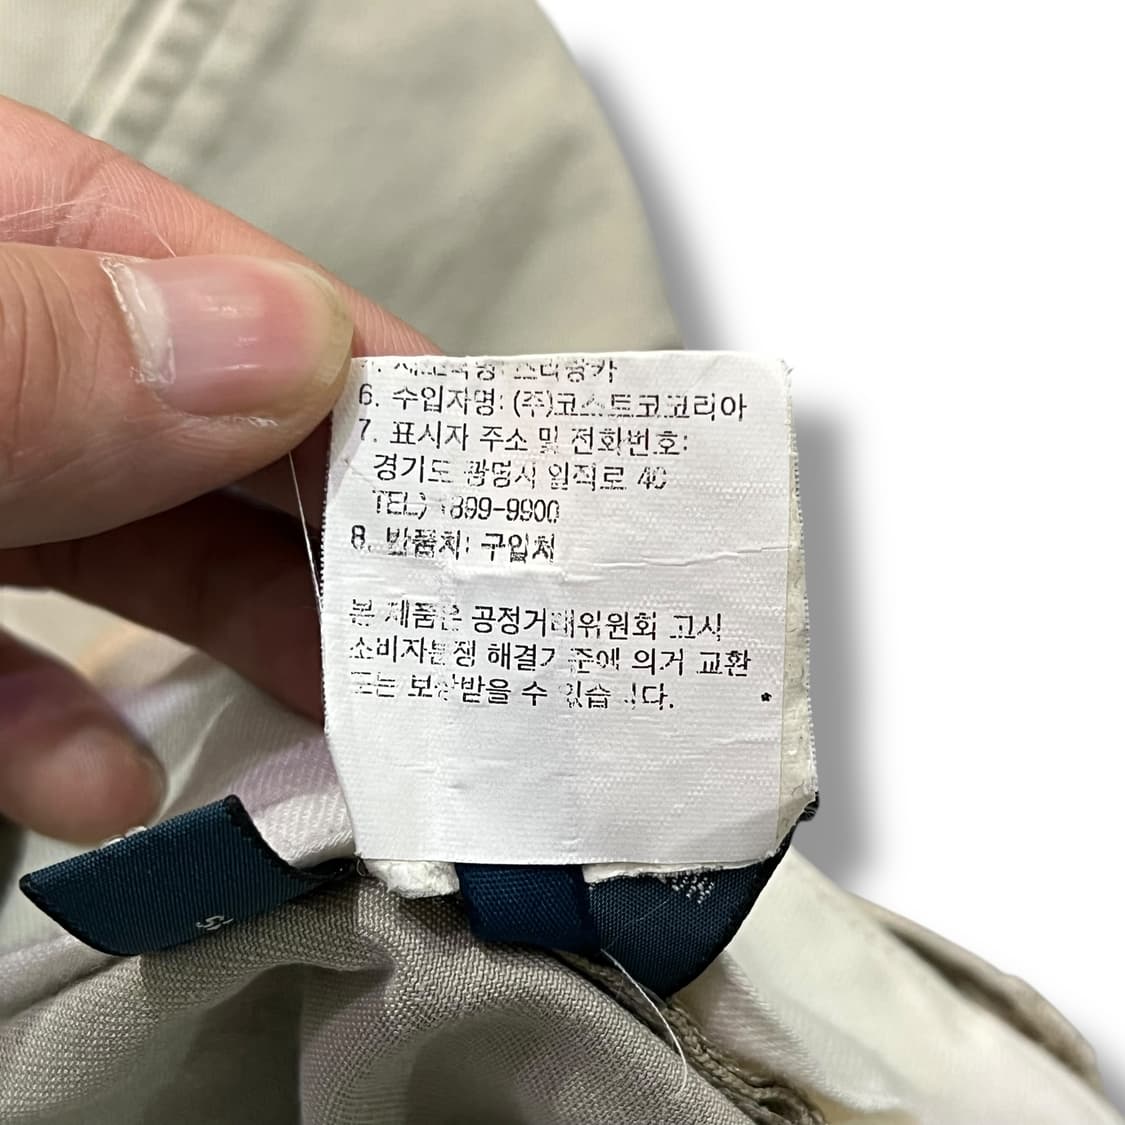 스리랑카
6. 수입자명: (주)코스트코코리아
7. 표시자 주소 및 전화번호:
경기도 광명시 일직로 40
TEL) 1899-9900
8. 반품처: 구입처
본 제품은 공정거래위원회 고시
소비자분쟁 해결기준에 의거 교환
또는 보상받을 수 있습니다.